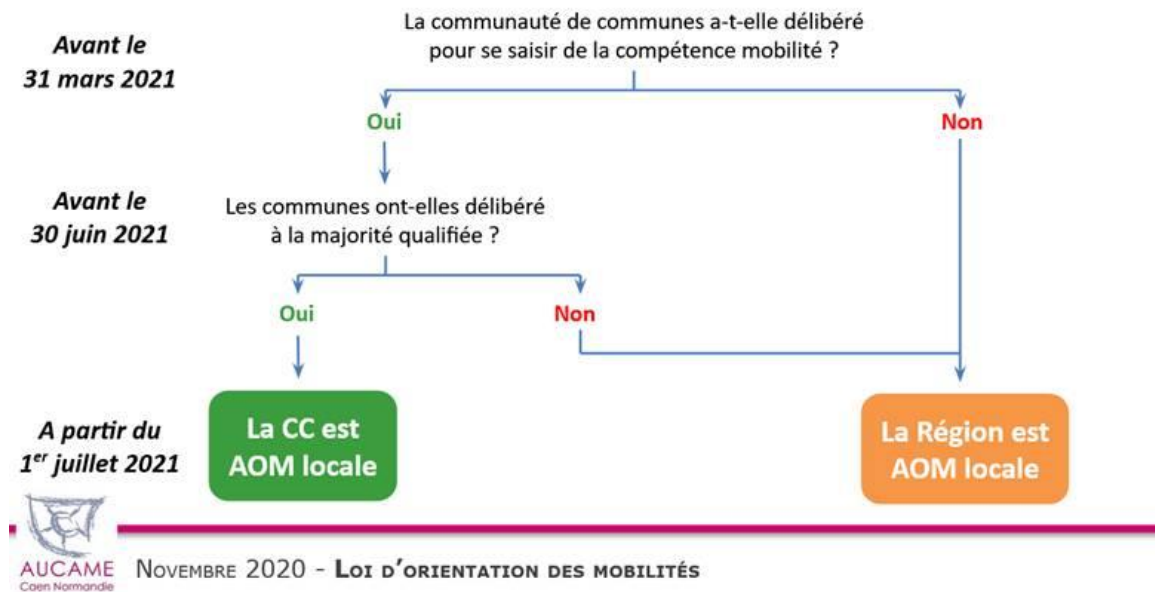 Avant le
31 mars 2021
La communauté de communes a-t-elle délibéré
pour se saisir de la compétence mobilité ?
Oui
Non
Avant le
30 juin 2021
Les communes ont-elles délibéré
à la majorité qualifiée ?
Oui
Non
A partir du
1er juillet 2021
La CC est
AOM locale
La Région est
AOM locale
AUCAME
Caen Normandie
NOVEMBRE 2020 - LOI D'ORIENTATION DES MOBILITÉS